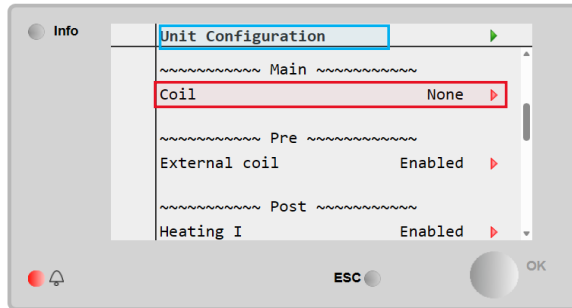 Info
Unit Configuration
~~~~~~~~~~~ Main ~~~~~~~~~~~
Coil None
~~~~~~~~~~~ Pre ~~~~~~~~~~~~
External coil Enabled
~~~~~~~~~~~ Post ~~~~~~~~~~~
Heating I Enabled
ESC
OK